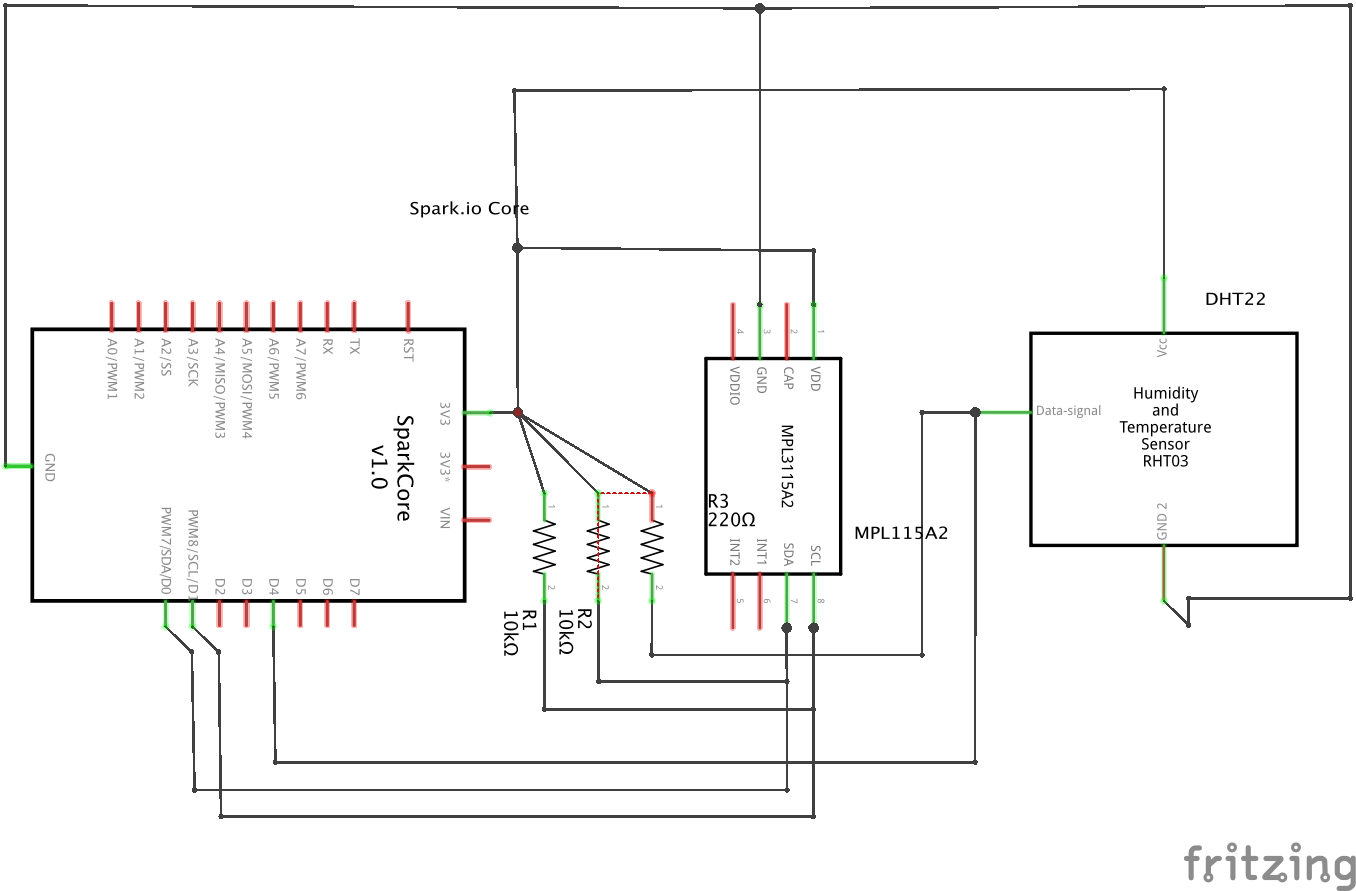 Spark.io Core
A0/PWM1
A1/PWM2
A2/SS
A3/SCK
A4/MISO/PWM3
A5/MOSI/PWM4
A6/PWM5
A7/PWM6
RX
TX
RST
3V3
3V3*
VIN
GND
SparkCore
v1.0
PWM7/SDA/D0
PWM8/SCL/D1
D2
D3
D4
D5
D6
D7
1
2
R1
10kΩ
1
2
R2
10kΩ
1
2
R3
220Ω
4
3
2
1
VDDIO
GND
CAP
VDD
MPL3115A2
INT2
INT1
SDA
SCL
5
6
7
8
MPL115A2
DHT22
Vcc
Data-signal
Humidity
and
Temperature
Sensor
RHT03
GND 2
fritzing